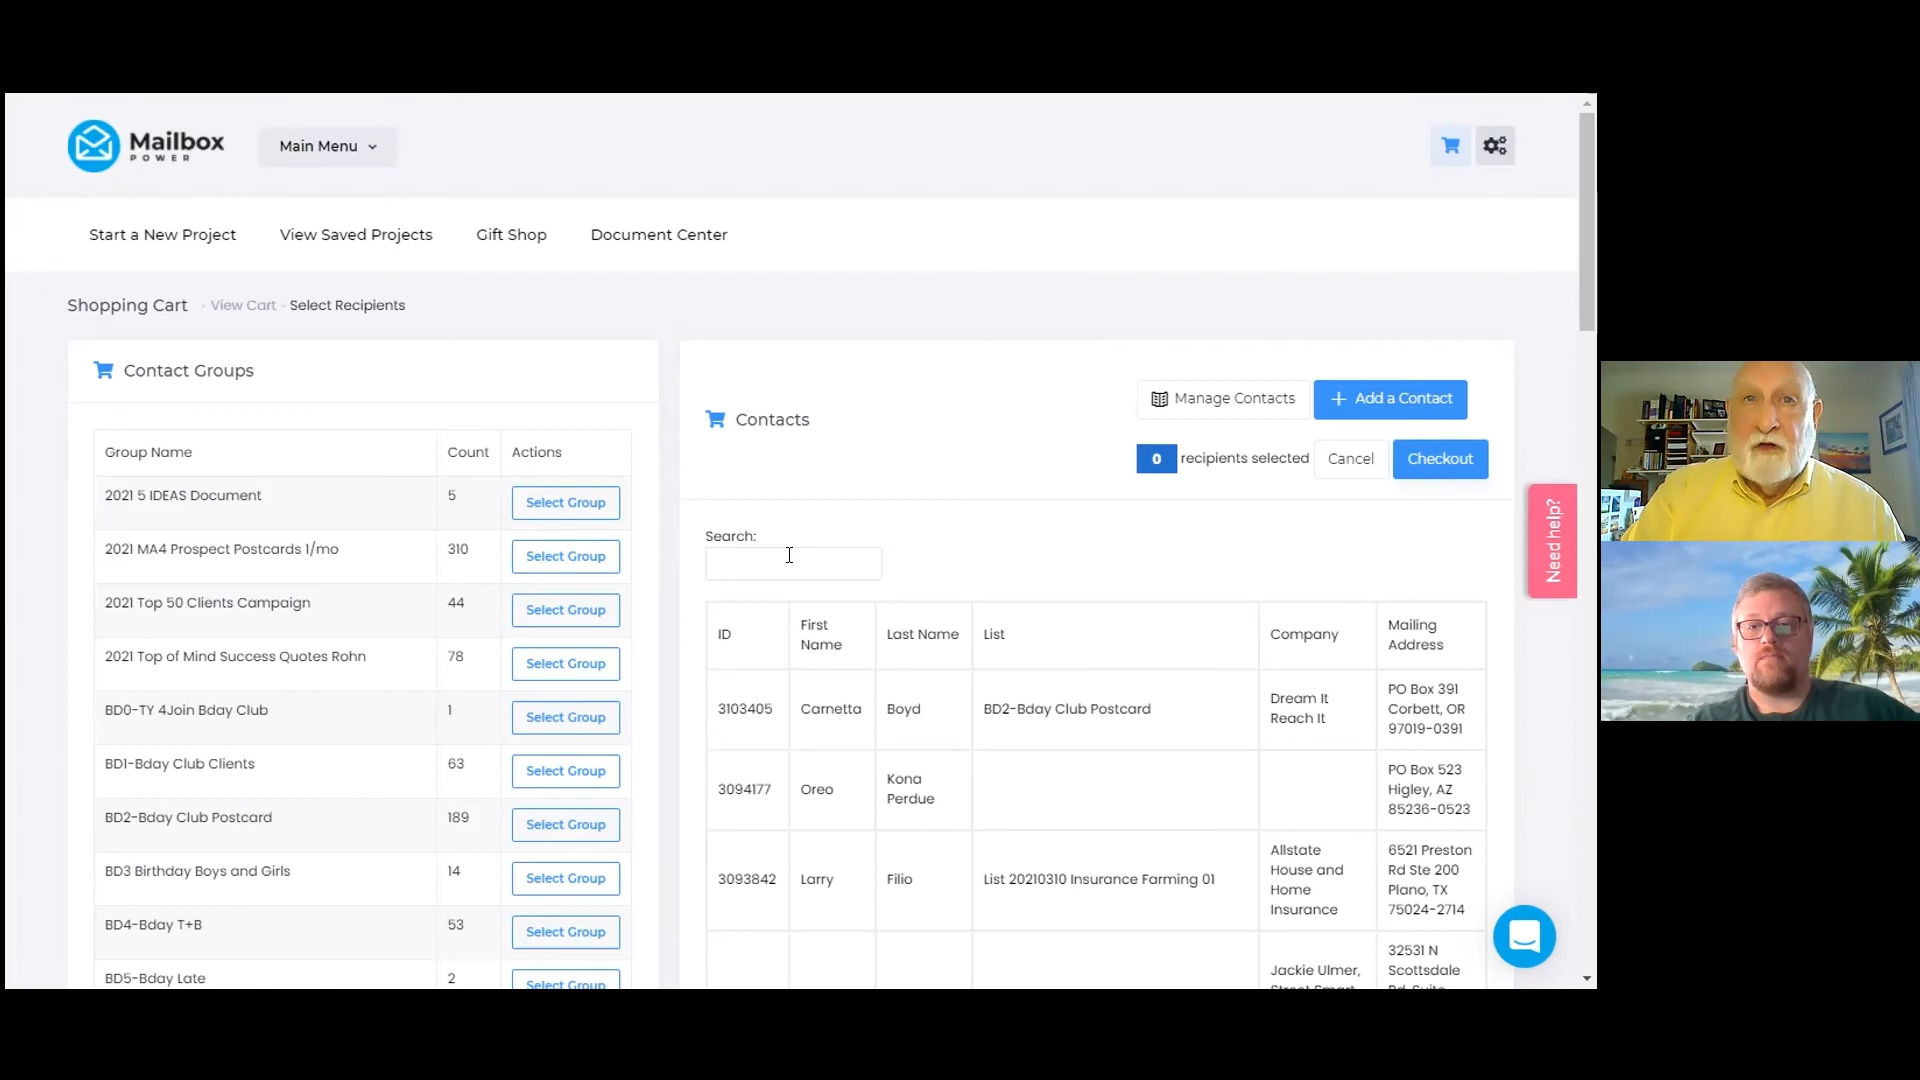 Mailbox
POWER
Main Menu
Start a New Project
View Saved Projects
Gift Shop
Document Center
Shopping Cart - View Cart - Select Recipients
Contact Groups
Group Name
Count
Actions
2021 5 IDEAS Document
5
Select Group
2021 MA4 Prospect Postcards 1/mo
310
Select Group
2021 Top 50 Clients Campaign
44
Select Group
2021 Top of Mind Success Quotes Rohn
78
Select Group
BD0-TY 4Join Bday Club
1
Select Group
BD1-Bday Club Clients
63
Select Group
BD2-Bday Club Postcard
189
Select Group
BD3 Birthday Boys and Girls
14
Select Group
BD4-Bday T+B
53
Select Group
BD5-Bday Late
2
Select Group
Contacts
Manage Contacts
+ Add a Contact
0 recipients selected
Cancel
Checkout
Search:
ID
First
Name
Last Name
List
Company
Mailing
Address
3103405
Carnetta
Boyd
BD2-Bday Club Postcard
Dream It
Reach It
PO Box 391
Corbett, OR
97019-0391
3094177
Oreo
Kona
Perdue
PO Box 523
Higley, AZ
85236-0523
3093842
Larry
Filio
List 20210310 Insurance Farming 01
Allstate
House and
Home
Insurance
6521 Preston
Rd Ste 200
Plano, TX
75024-2714
Jackie Ulmer,
Street Smart
32531 N
Scottsdale
Rd, Suite
Need help?